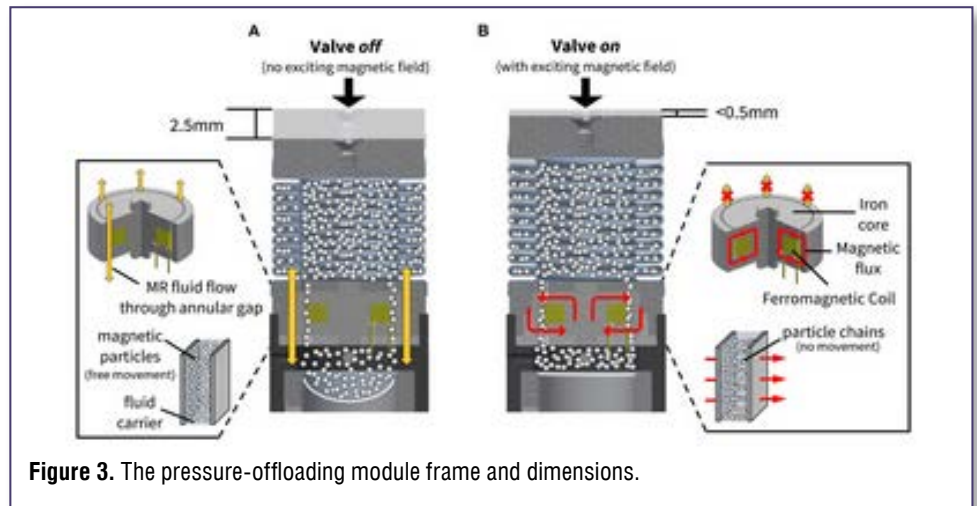 A
Valve off
(no exciting magnetic field)
2.5mm
MR fluid flow
through annular gap
magnetic
particles
(free movement)
fluid
carrier
B
Valve on
(with exciting magnetic field)
<0.5mm
Iron
core
Magnetic
flux
Ferromagnetic Coil
particle chains
(no movement)
Figure 3. The pressure-offloading module frame and dimensions.